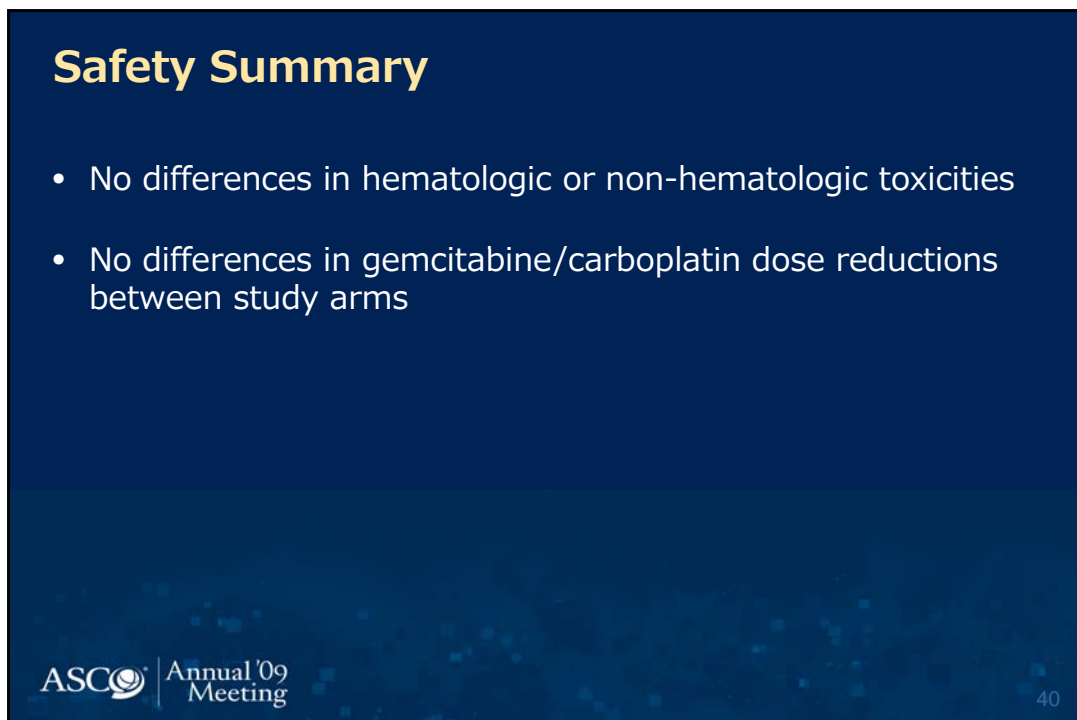 Safety Summary
• No differences in hematologic or non-hematologic toxicities
• No differences in gemcitabine/carboplatin dose reductions
between study arms
ASCO
Annual '09
Meeting
40